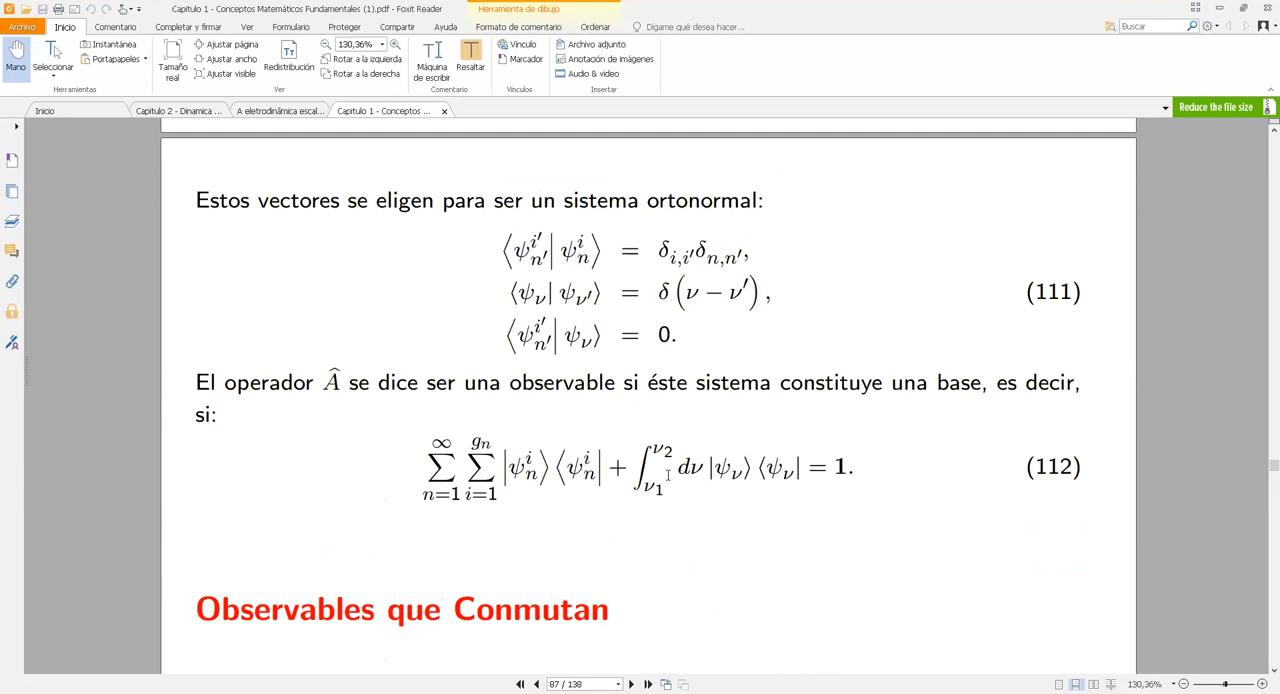 Capitulo 1 - Conceptos Matemáticos Fundamentales (1).pdf - Foxit Reader
Herramienta de dibujo
Archivo Inicio Comentario Completar y firmar Ver Formulario Proteger Compartir Ayuda Formato de comentario Ordenar Dígame qué desea hacer... Buscar
Mano
Seleccionar
Instantánea
Portapapeles
Herramientas
Tamaño real
Ajustar página
Ajustar ancho
Ajustar visible
Redistribución
130,36%
Rotar a la izquierda
Rotar a la derecha
Ver
Máquina de escribir
Resaltar
Comentario
Vínculo
Marcador
Vínculos
Archivo adjunto
Anotación de imágenes
Audio & video
Insertar
Inicio Capitulo 2 - Dinamica ... A eletrodinâmica escal... Capitulo 1 - Conceptos ... Reduce the file size
Estos vectores se eligen para ser un sistema ortonormal:
⟨ψ_{n'}^{i'}| ψ_n^i⟩ = δ_{i,i'}δ_{n,n'},
⟨ψ_ν| ψ_{ν'}⟩ = δ(ν − ν'), (111)
⟨ψ_{n'}^{i'}| ψ_ν⟩ = 0.
El operador Â se dice ser una observable si éste sistema constituye una base, es decir,
si:
∑_{n=1}^{∞} ∑_{i=1}^{g_n} |ψ_n^i⟩⟨ψ_n^i| + ∫_{ν_1}^{ν_2} dν |ψ_ν⟩⟨ψ_ν| = 1. (112)
Observables que Conmutan
87 / 138
130,36%